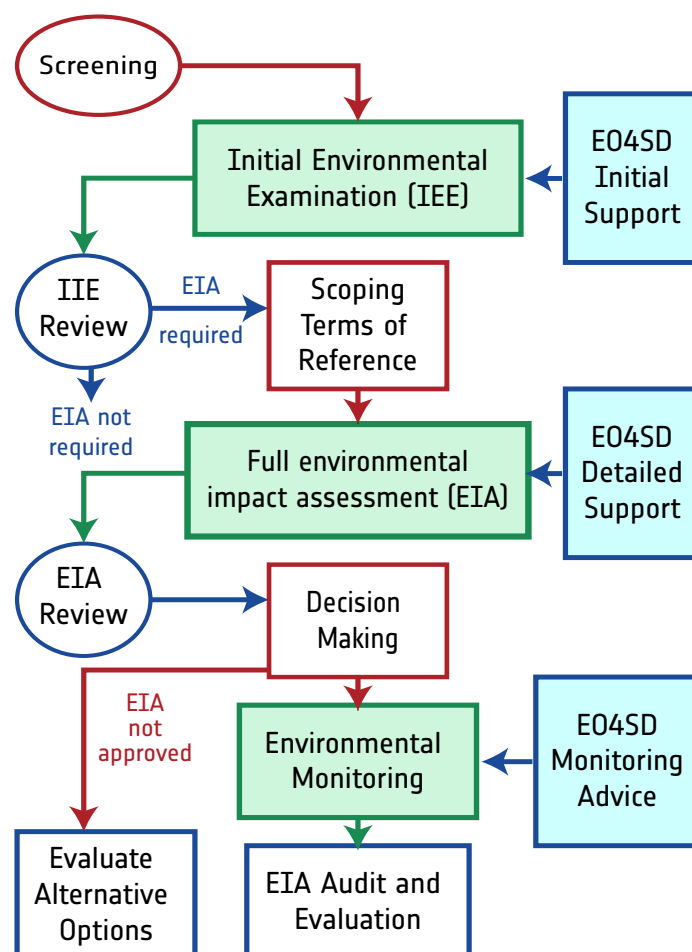 Screening
Initial Environmental
Examination (IEE)
EO4SD
Initial
Support
IIE
Review
EIA
required
Scoping
Terms of
Reference
EIA not
required
Full environmental
impact assessment (EIA)
EO4SD
Detailed
Support
EIA
Review
Decision
Making
EIA
not
approved
Environmental
Monitoring
EO4SD
Monitoring
Advice
Evaluate
Alternative
Options
EIA Audit and
Evaluation